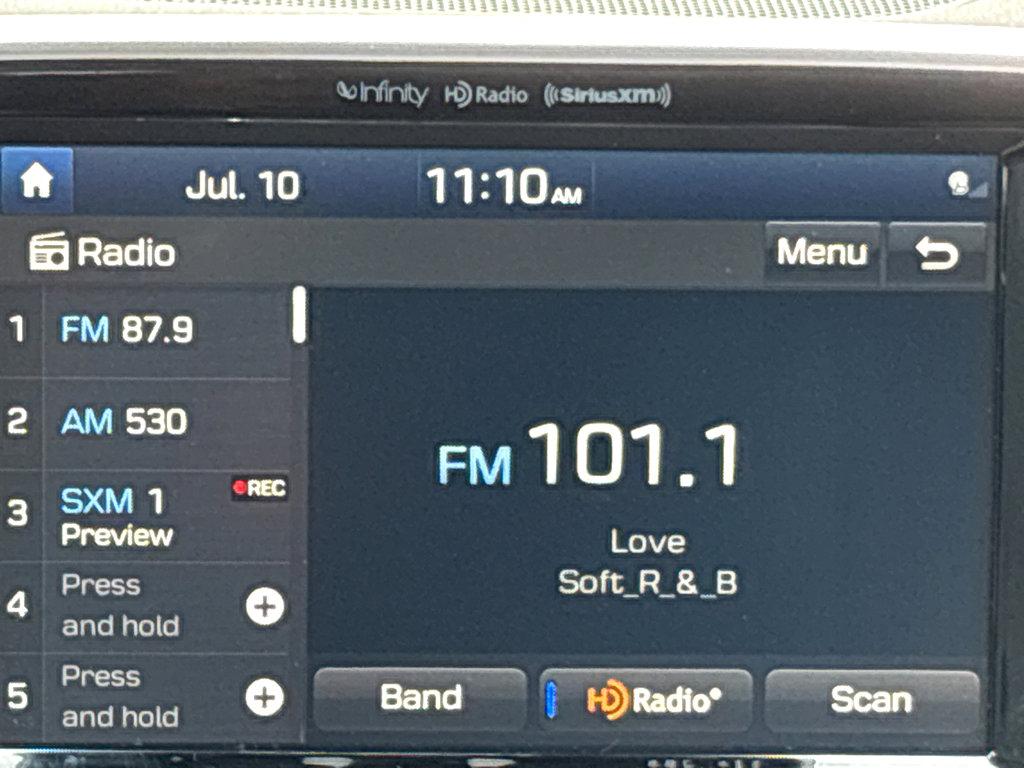 Infinity HD Radio ((SiriusXM))
Jul. 10 11:10 AM
Radio Menu
1 FM 87.9
2 AM 530
3 SXM 1 REC
Preview
4 Press
and hold
5 Press
and hold
FM 101.1
Love
Soft_R_&_B
Band HD Radio Scan